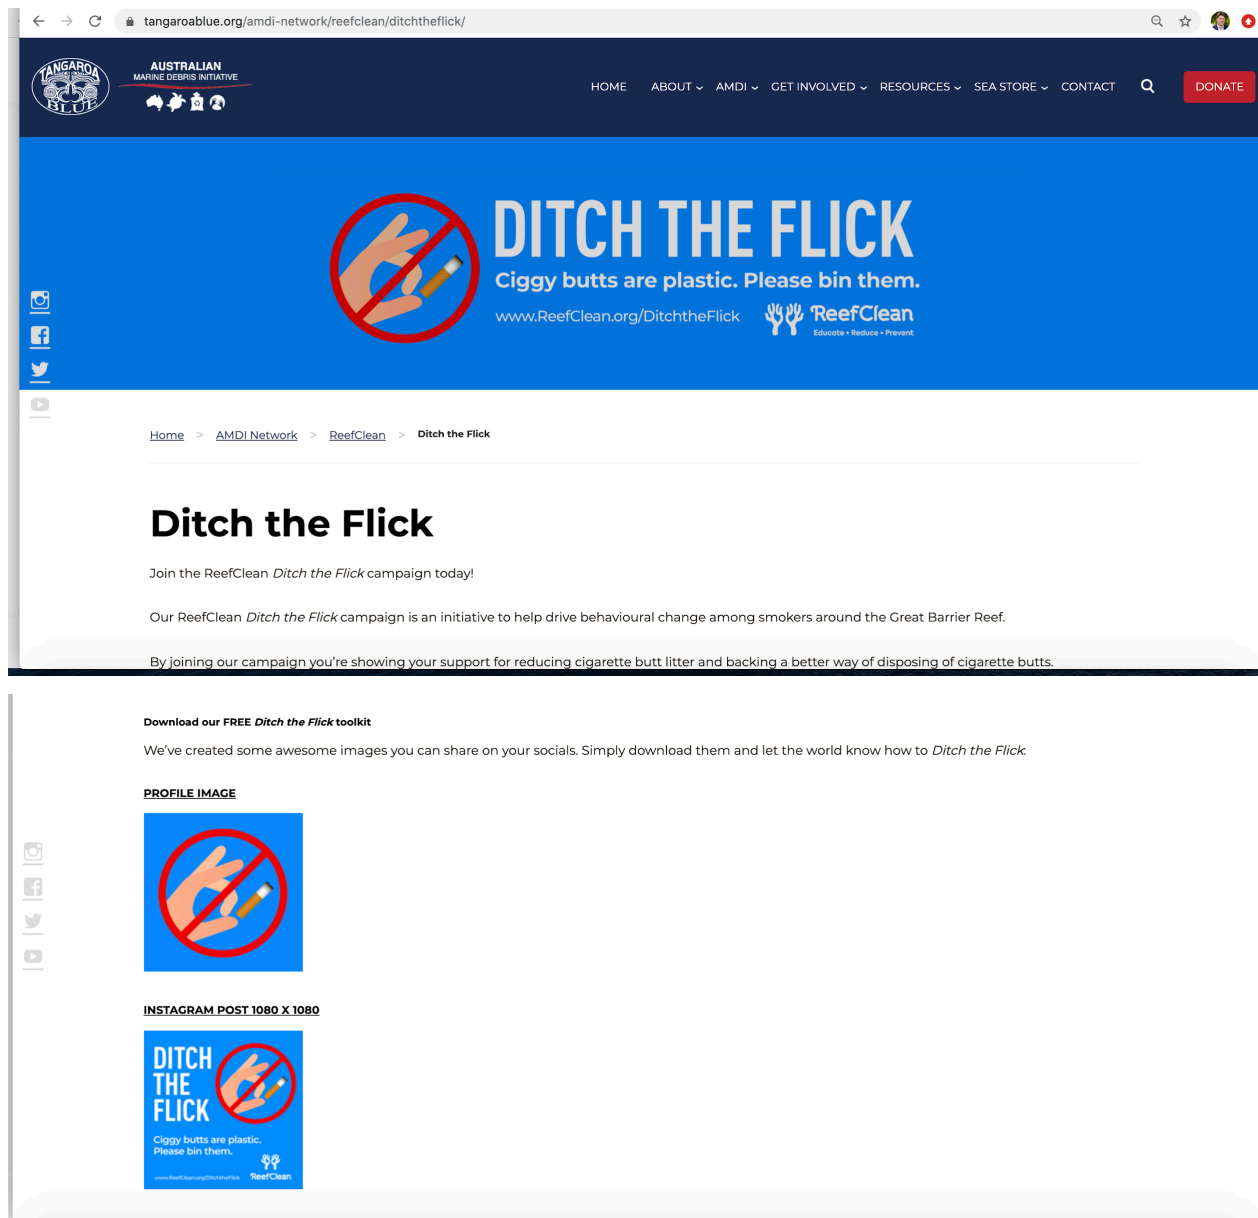 tangaroablue.org/amdi-network/reefclean/ditchtheflick/
TANGAROA
BLUE
AUSTRALIAN
MARINE DEBRIS INITIATIVE
HOME ABOUT AMDI GET INVOLVED RESOURCES SEA STORE CONTACT DONATE
DITCH THE FLICK
Ciggy butts are plastic. Please bin them.
www.ReefClean.org/DitchtheFlick ReefClean
Educate • Reduce • Prevent
Home > AMDI Network > ReefClean > Ditch the Flick
Ditch the Flick
Join the ReefClean Ditch the Flick campaign today!
Our ReefClean Ditch the Flick campaign is an initiative to help drive behavioural change among smokers around the Great Barrier Reef.
By joining our campaign you're showing your support for reducing cigarette butt litter and backing a better way of disposing of cigarette butts.
Download our FREE Ditch the Flick toolkit
We've created some awesome images you can share on your socials. Simply download them and let the world know how to Ditch the Flick.
PROFILE IMAGE
INSTAGRAM POST 1080 X 1080
DITCH
THE
FLICK
Ciggy butts are plastic.
Please bin them.
www.ReefClean.org/DitchtheFlick ReefClean